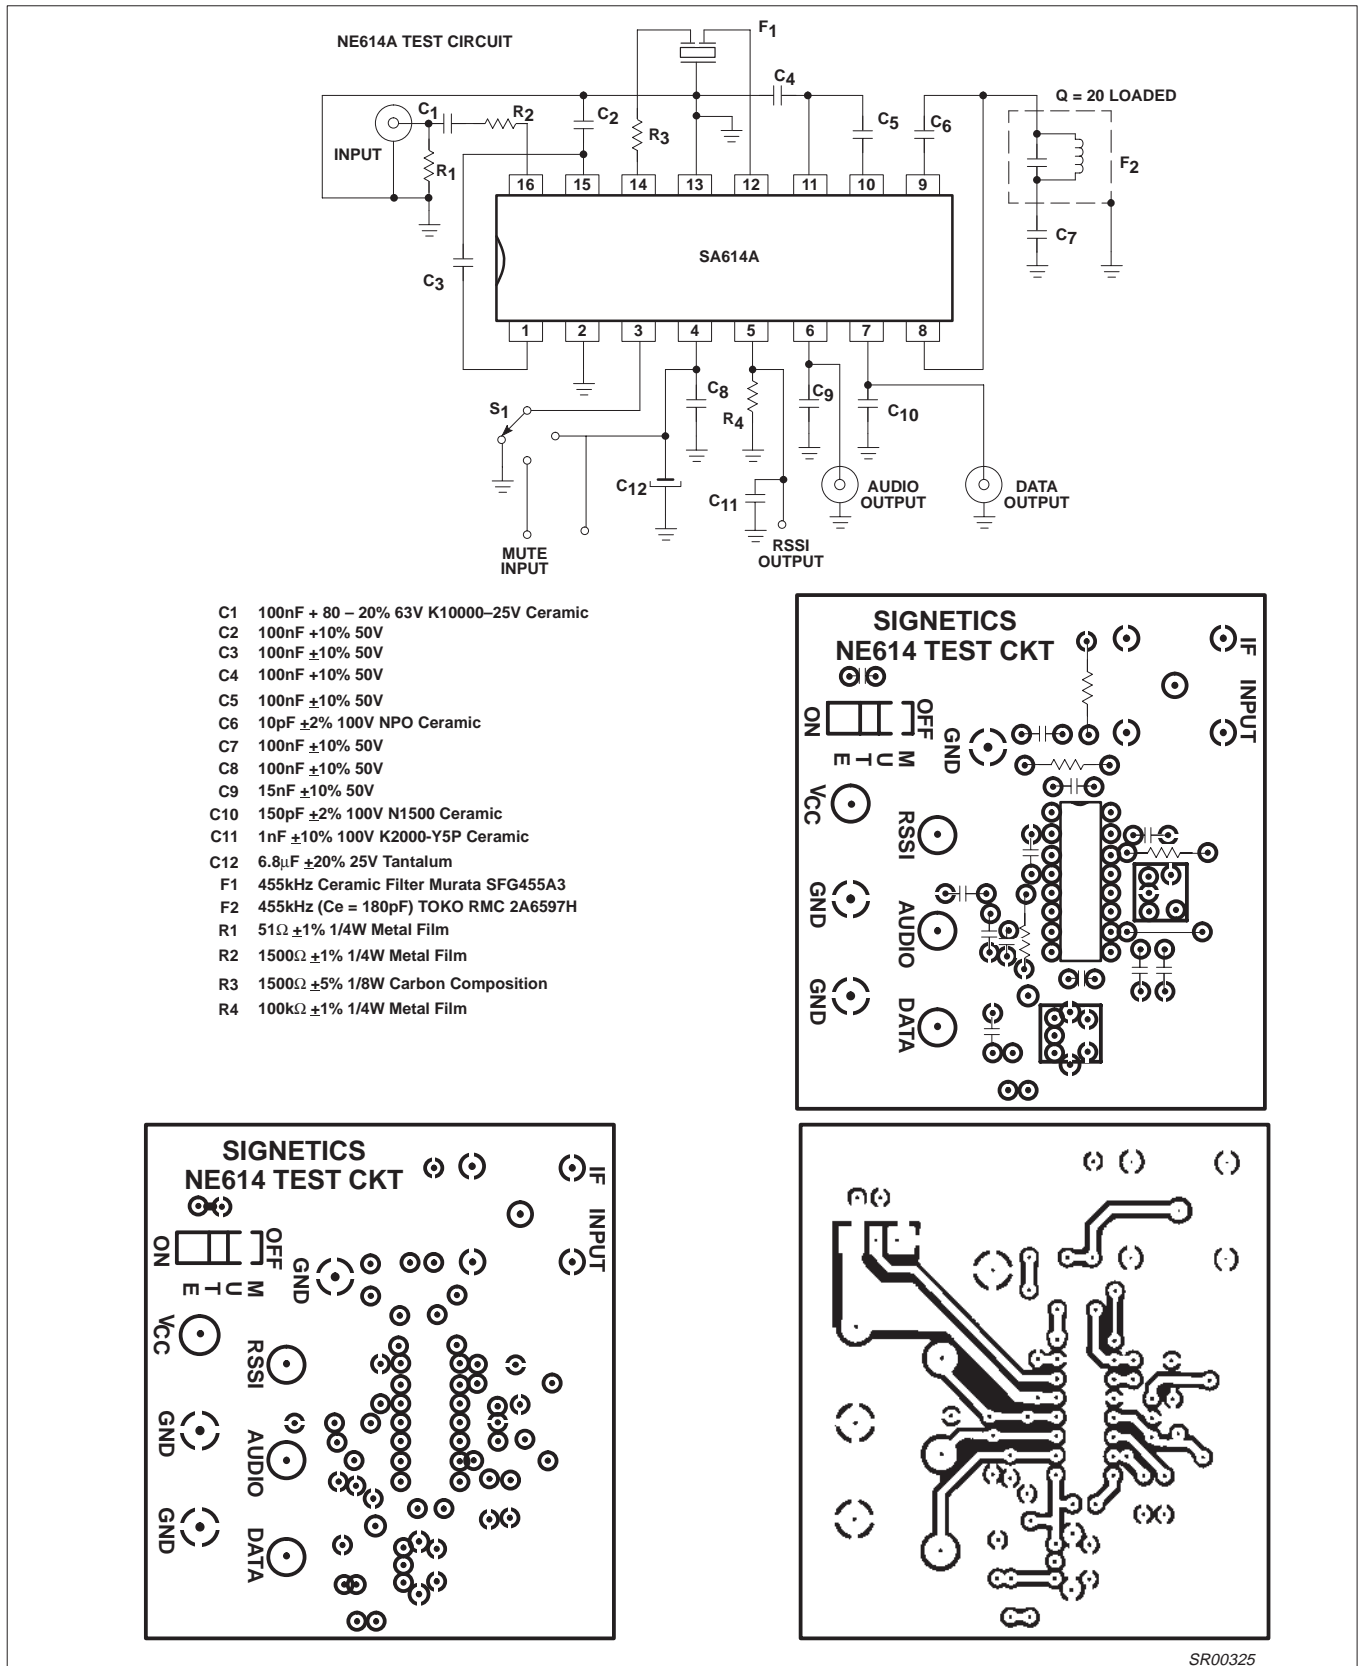 NE614A TEST CIRCUIT
F1
C4
Q = 20 LOADED
C1
R2
C2
R3
C5
C6
F2
INPUT
R1
16 15 14 13 12 11 10 9
C7
SA614A
C3
1 2 3 4 5 6 7 8
S1
C8
R4
C9
C10
C12
C11
AUDIO
OUTPUT
DATA
OUTPUT
MUTE
INPUT
RSSI
OUTPUT
C1 100nF + 80 – 20% 63V K10000–25V Ceramic
C2 100nF +10% 50V
C3 100nF ±10% 50V
C4 100nF +10% 50V
C5 100nF ±10% 50V
C6 10pF ±2% 100V NPO Ceramic
C7 100nF ±10% 50V
C8 100nF ±10% 50V
C9 15nF ±10% 50V
C10 150pF ±2% 100V N1500 Ceramic
C11 1nF ±10% 100V K2000-Y5P Ceramic
C12 6.8μF ±20% 25V Tantalum
F1 455kHz Ceramic Filter Murata SFG455A3
F2 455kHz (Ce = 180pF) TOKO RMC 2A6597H
R1 51Ω ±1% 1/4W Metal Film
R2 1500Ω ±1% 1/4W Metal Film
R3 1500Ω ±5% 1/8W Carbon Composition
R4 100kΩ ±1% 1/4W Metal Film
SIGNETICS
NE614 TEST CKT
IF
INPUT
ON
OFF
MUTE
GND
VCC
RSSI
GND
AUDIO
GND
DATA
SIGNETICS
NE614 TEST CKT
IF
INPUT
ON
OFF
MUTE
GND
VCC
RSSI
GND
AUDIO
GND
DATA
SR00325